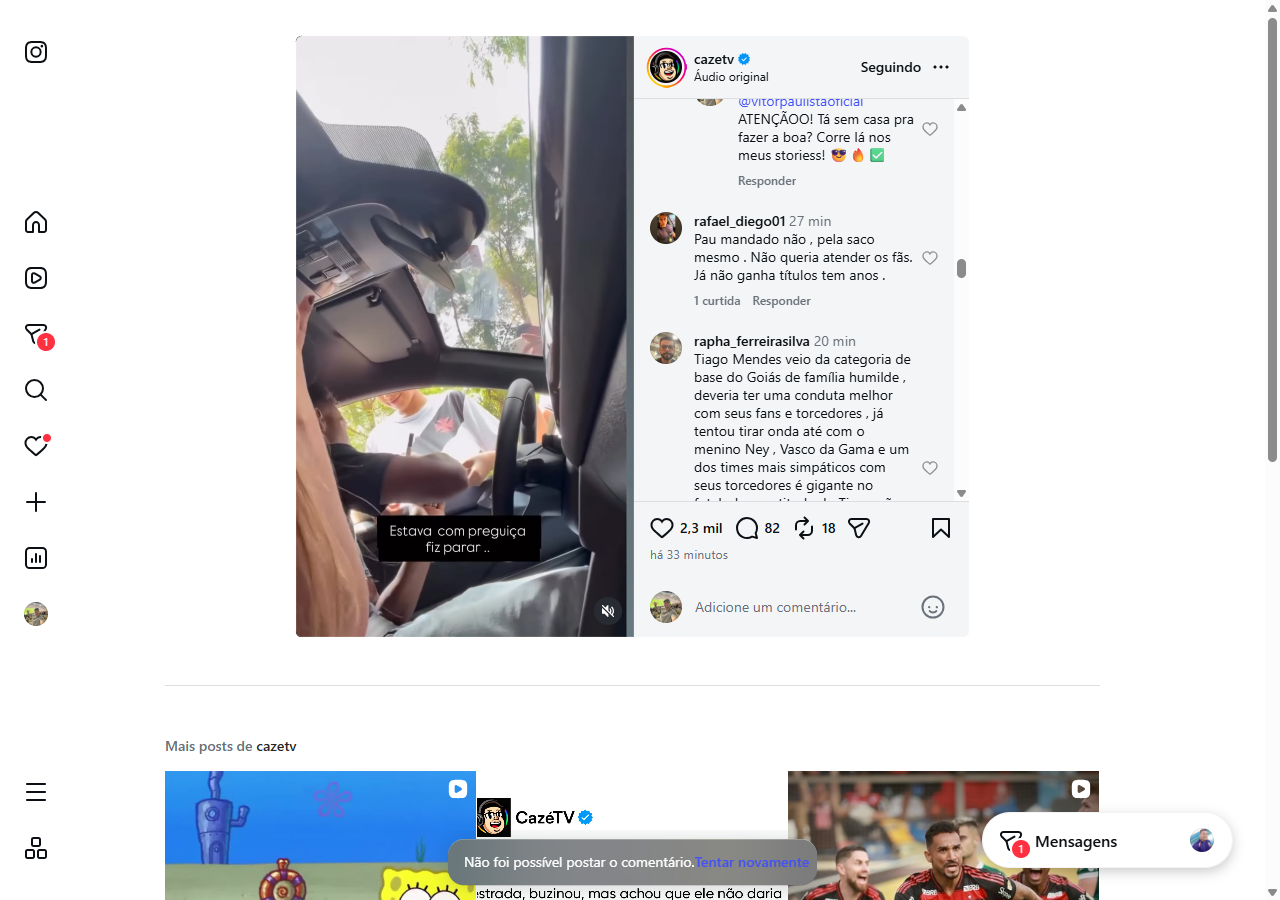 cazetv
Áudio original
Seguindo
@vitorpaulistaoficial
ATENÇÃOO! Tá sem casa pra
fazer a boa? Corre lá nos
meus storiess! 😎 🔥 ✅
Responder
rafael_diego01 27 min
Pau mandado não , pela saco
mesmo . Não queria atender os fãs.
Já não ganha títulos tem anos .
1 curtida Responder
rapha_ferreirasilva 20 min
Tiago Mendes veio da categoria de
base do Goiás de família humilde ,
deveria ter uma conduta melhor
com seus fans e torcedores , já
tentou tirar onda até com o
menino Ney , Vasco da Gama e um
dos times mais simpáticos com
seus torcedores é gigante no
Estava com preguiça
fiz parar ..
2,3 mil 82 18
há 33 minutos
Adicione um comentário...
1
Mais posts de cazetv
CazéTV
Não foi possível postar o comentário. Tentar novamente
estrada, buzinou, mas achou que ele não daria
1
Mensagens